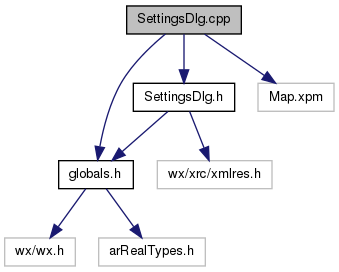 SettingsDlg.cpp
SettingsDlg.h
Map.xpm
globals.h
wx/xrc/xmlres.h
wx/wx.h
arRealTypes.h